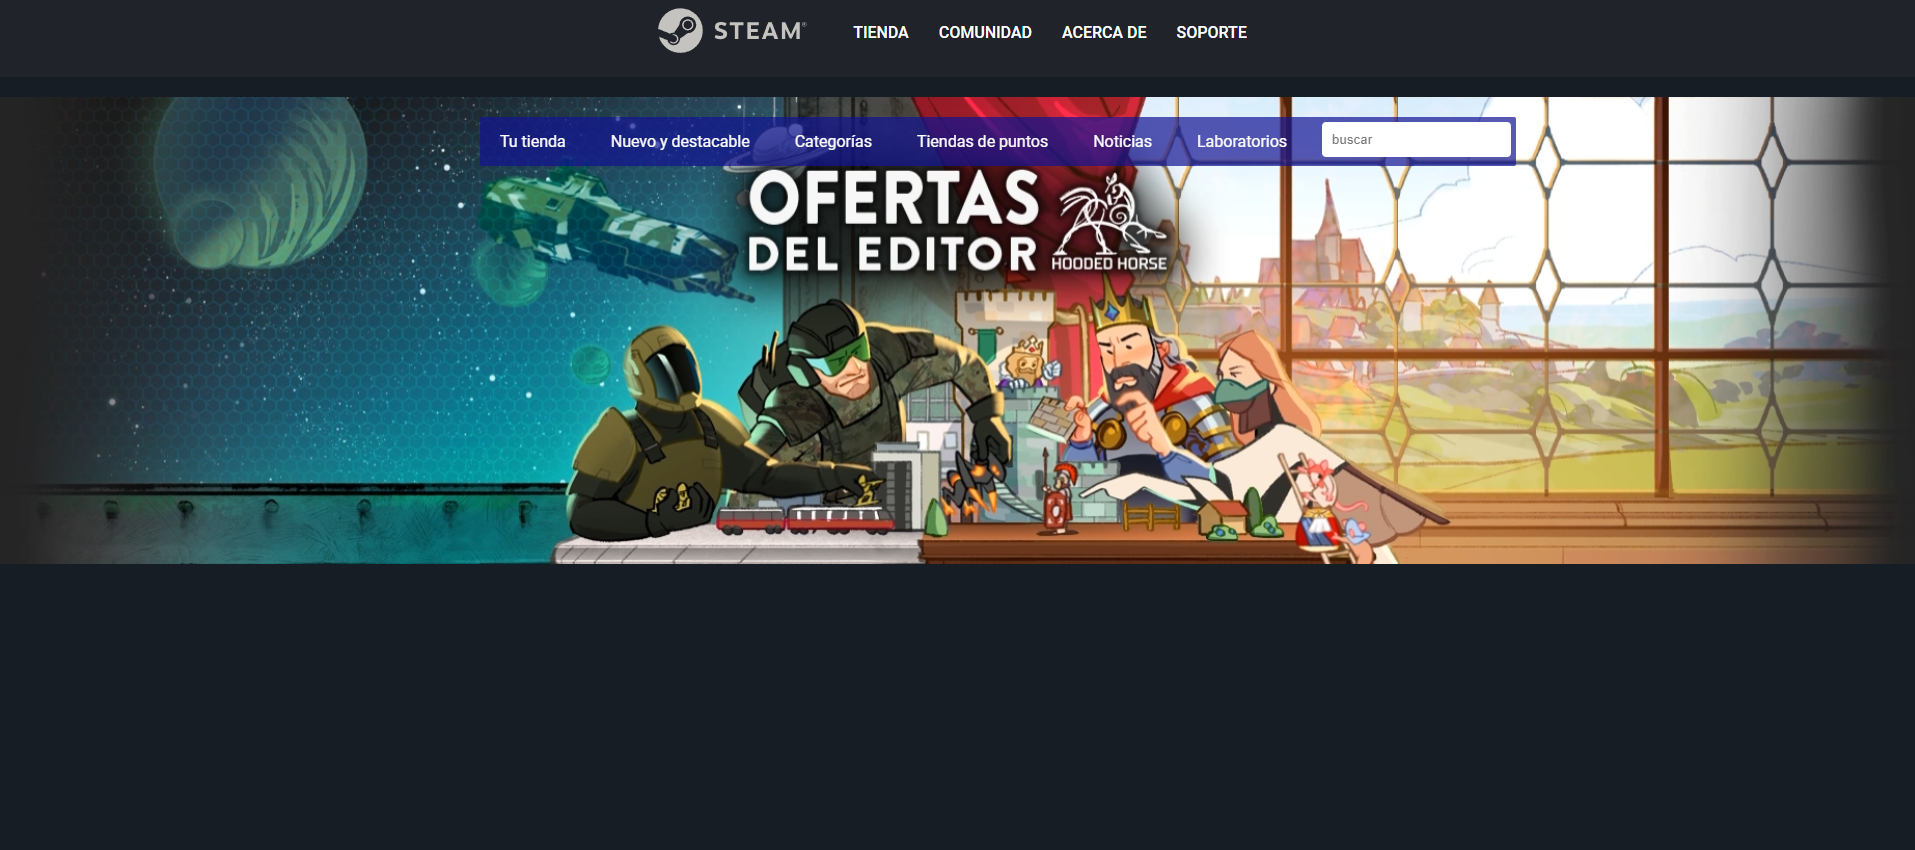 STEAM®
TIENDA COMUNIDAD ACERCA DE SOPORTE
Tu tienda Nuevo y destacable Categorías Tiendas de puntos Noticias Laboratorios buscar
OFERTAS
DEL EDITOR
HOODED HORSE